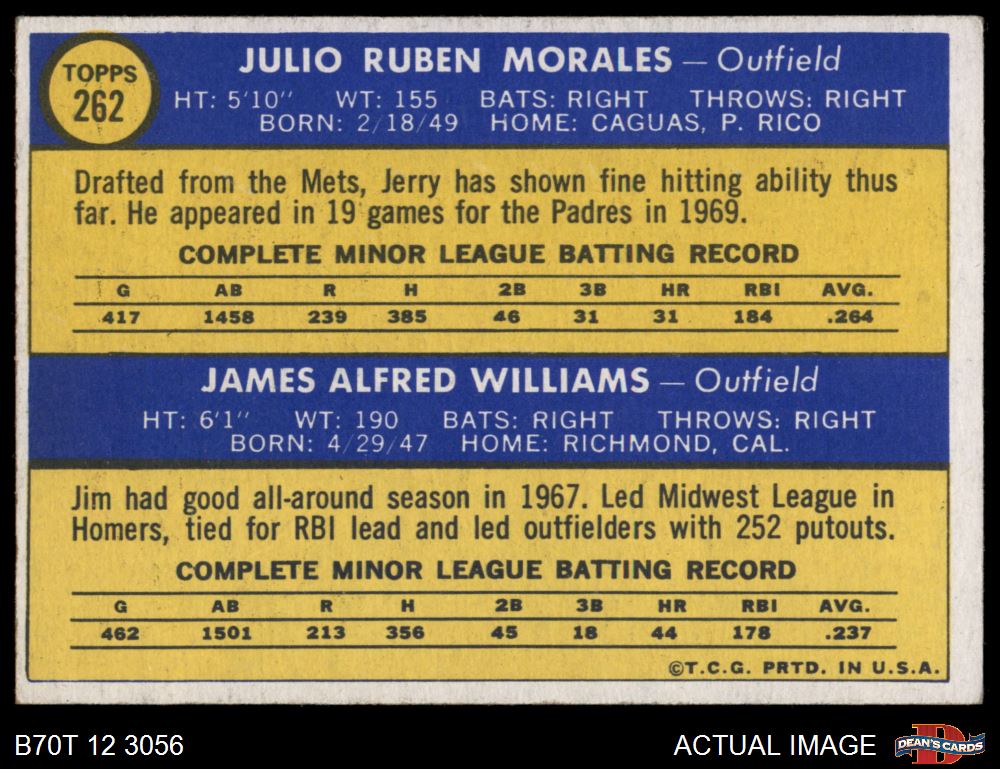 TOPPS
262
JULIO RUBEN MORALES — Outfield
HT: 5'10" WT: 155 BATS: RIGHT THROWS: RIGHT
BORN: 2/18/49 HOME: CAGUAS, P. RICO
Drafted from the Mets, Jerry has shown fine hitting ability thus
far. He appeared in 19 games for the Padres in 1969.
COMPLETE MINOR LEAGUE BATTING RECORD
G AB R H 2B 3B HR RBI AVG.
417 1458 239 385 46 31 31 184 .264
JAMES ALFRED WILLIAMS — Outfield
HT: 6'1" WT: 190 BATS: RIGHT THROWS: RIGHT
BORN: 4/29/47 HOME: RICHMOND, CAL.
Jim had good all-around season in 1967. Led Midwest League in
Homers, tied for RBI lead and led outfielders with 252 putouts.
COMPLETE MINOR LEAGUE BATTING RECORD
G AB R H 2B 3B HR RBI AVG.
462 1501 213 356 45 18 44 178 .237
©T.C.G. PRTD. IN U.S.A.
B70T 12 3056 ACTUAL IMAGE DEAN'S CARDS